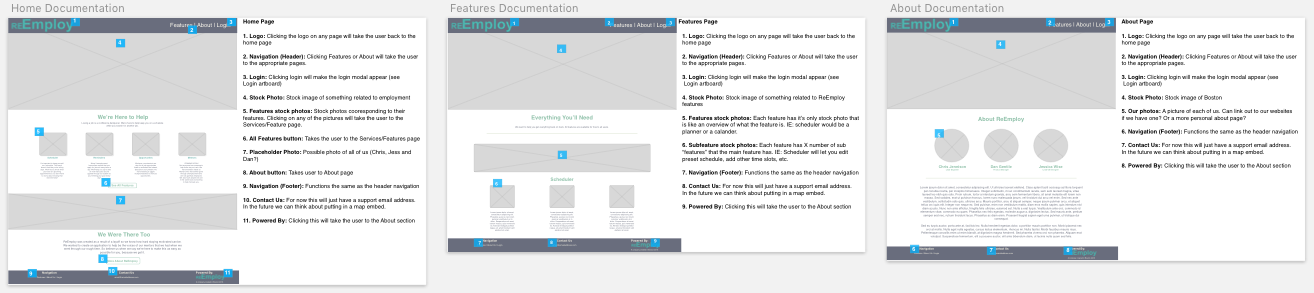 Home Documentation
REEmploy
1
Features | About | Login
2
3
4
We're Here to Help
5
6
7
We Were There Too
8
9
Navigation
10
Contact Us
Powered By
11
REEmploy
Home Page
1. Logo: Clicking the logo on any page will take the user back to the
home page
2. Navigation (Header): Clicking Features or About will take the user
to the appropriate pages.
3. Login: Clicking login will make the login modal appear (see
Login artboard)
4. Stock Photo: Stock image of something related to employment
5. Features stock photos: Stock photos cooresponding to their
features. Clicking on any of the pictures will take the user to the
Services/Feature page.
6. All Features button: Takes the user to the Services/Features page
7. Placeholder Photo: Possible photo of all of us (Chris, Jess and
Dan?)
8. About button: Takes user to About page
9. Navigation (Footer): Functions the same as the header navigation
10. Contact Us: For now this will just have a support email address.
In the future we can think about putting in a map embed.
11. Powered By: Clicking this will take the user to the About section
Features Documentation
REEmploy
1
2
Features | About | Login
3
4
Everything You'll Need
5
Scheduler
6
7
Navigation
8
Contact Us
9
REEmploy
Features Page
1. Logo: Clicking the logo on any page will take the user back to the
home page
2. Navigation (Header): Clicking Features or About will take the user
to the appropriate pages.
3. Login: Clicking login will make the login modal appear (see
Login artboard)
4. Stock Photo: Stock image of something related to ReEmploy
features
5. Features stock photos: Each feature has it's only stock photo that
is like an overview of what the feature is. IE: scheduler would be a
planner or a calander.
6. Subfeature stock photos: Each feature has X number of sub
"features" that the main feature has. IE: Scheduler will let you edit
preset schedule, add other time slots, etc.
7. Navigation (Footer): Functions the same as the header navigation
8. Contact Us: For now this will just have a support email address.
In the future we can think about putting in a map embed.
9. Powered By: Clicking this will take the user to the About section
About Documentation
REEmploy
1
2
Features | About | Login
3
4
About ReEmploy
5
6
Navigation
7
Contact Us
8
REEmploy
About Page
1. Logo: Clicking the logo on any page will take the user back to the
home page
2. Navigation (Header): Clicking Features or About will take the user
to the appropriate pages.
3. Login: Clicking login will make the login modal appear (see
Login artboard)
4. Stock Photo: Stock image of Boston
5. Our photos: A picture of each of us. Can link out to our websites
if we have one? Or a more personal about page?
6. Navigation (Footer): Functions the same as the header navigation
7. Contact Us: For now this will just have a support email address.
In the future we can think about putting in a map embed.
8. Powered By: Clicking this will take the user to the About section